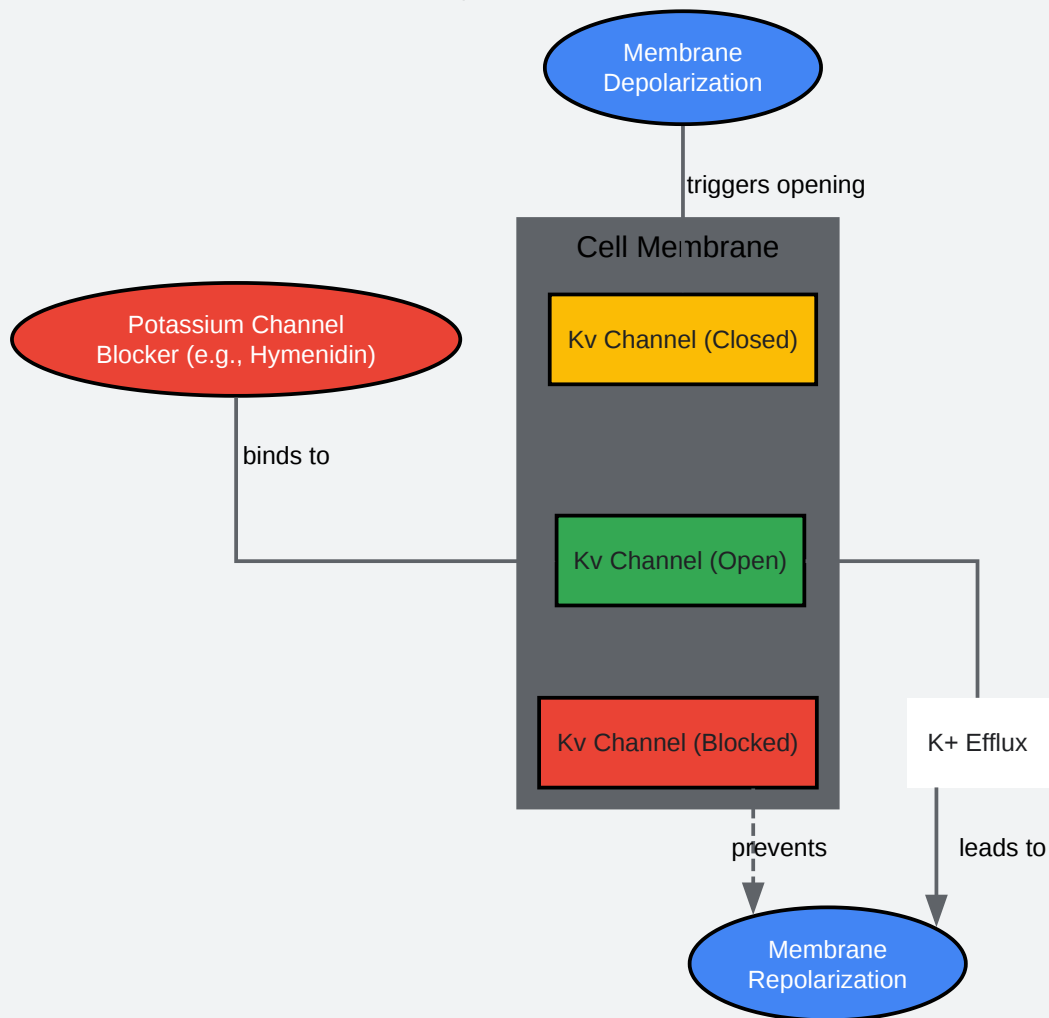 Membrane
Depolarization
triggers opening
Cell Membrane
Kv Channel (Closed)
Potassium Channel
Blocker (e.g., Hymenidin)
binds to
Kv Channel (Open)
Kv Channel (Blocked)
K+ Efflux
prevents
leads to
Membrane
Repolarization